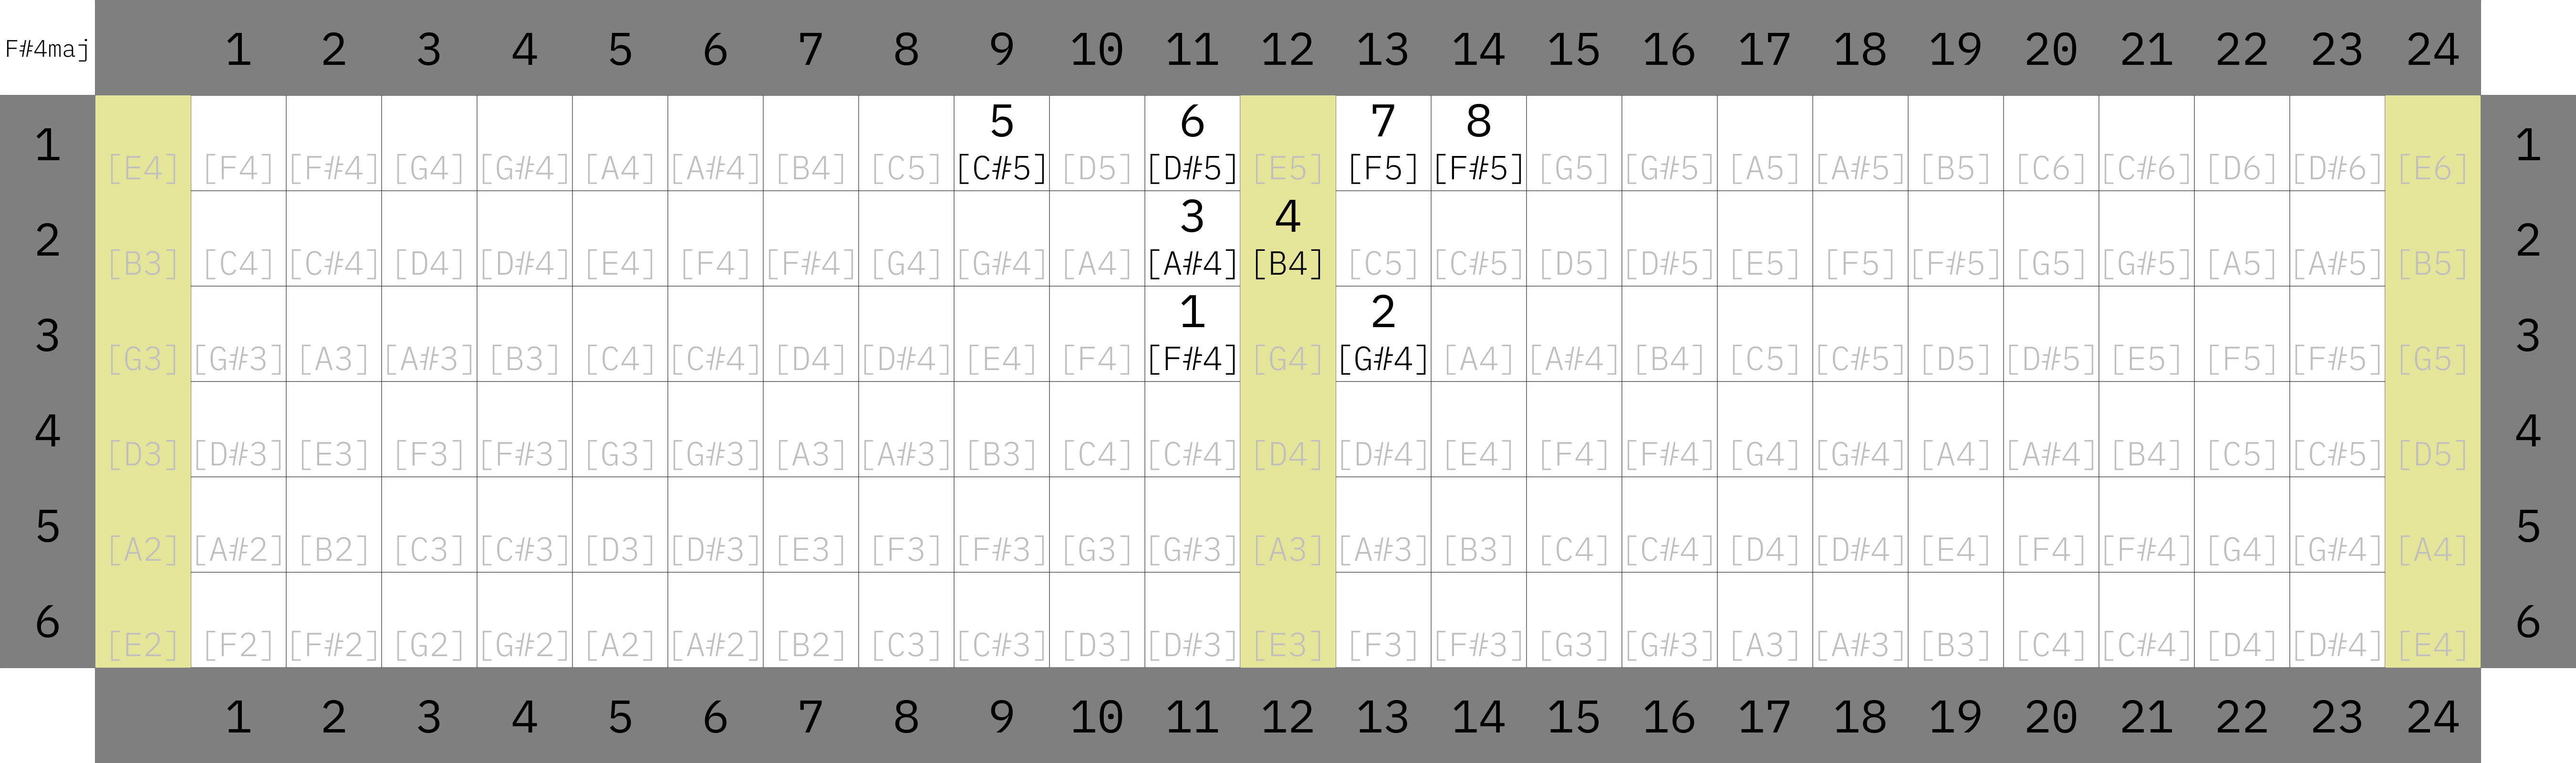 F#4maj 1 2 3 4 5 6 7 8 9 10 11 12 13 14 15 16 17 18 19 20 21 22 23 24
5 6 7 8
1 [E4] [F4] [F#4] [G4] [G#4] [A4] [A#4] [B4] [C5] [C#5] [D5] [D#5] [E5] [F5] [F#5] [G5] [G#5] [A5] [A#5] [B5] [C6] [C#6] [D6] [D#6] [E6] 1
3 4
2 [B3] [C4] [C#4] [D4] [D#4] [E4] [F4] [F#4] [G4] [G#4] [A4] [A#4] [B4] [C5] [C#5] [D5] [D#5] [E5] [F5] [F#5] [G5] [G#5] [A5] [A#5] [B5] 2
1 2
3 [G3] [G#3] [A3] [A#3] [B3] [C4] [C#4] [D4] [D#4] [E4] [F4] [F#4] [G4] [G#4] [A4] [A#4] [B4] [C5] [C#5] [D5] [D#5] [E5] [F5] [F#5] [G5] 3
4 [D3] [D#3] [E3] [F3] [F#3] [G3] [G#3] [A3] [A#3] [B3] [C4] [C#4] [D4] [D#4] [E4] [F4] [F#4] [G4] [G#4] [A4] [A#4] [B4] [C5] [C#5] [D5] 4
5 [A2] [A#2] [B2] [C3] [C#3] [D3] [D#3] [E3] [F3] [F#3] [G3] [G#3] [A3] [A#3] [B3] [C4] [C#4] [D4] [D#4] [E4] [F4] [F#4] [G4] [G#4] [A4] 5
6 [E2] [F2] [F#2] [G2] [G#2] [A2] [A#2] [B2] [C3] [C#3] [D3] [D#3] [E3] [F3] [F#3] [G3] [G#3] [A3] [A#3] [B3] [C4] [C#4] [D4] [D#4] [E4] 6
1 2 3 4 5 6 7 8 9 10 11 12 13 14 15 16 17 18 19 20 21 22 23 24